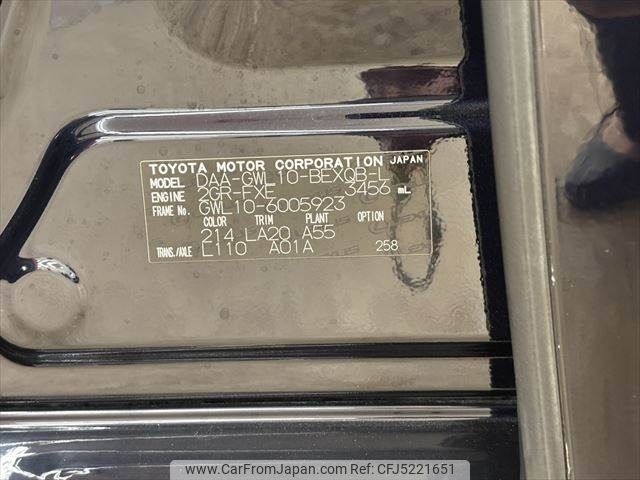 TOYOTA MOTOR CORPORATION JAPAN
MODEL DAA-GWL10-BEXQB-L
ENGINE 2GR-FXE 3456 mL
FRAME No. GWL10-6005923
COLOR TRIM PLANT OPTION
214 LA20 A55
TRANS./AXLE L110 A01A 258
www.CarFromJapan.com | Ref No. CFJ5221651